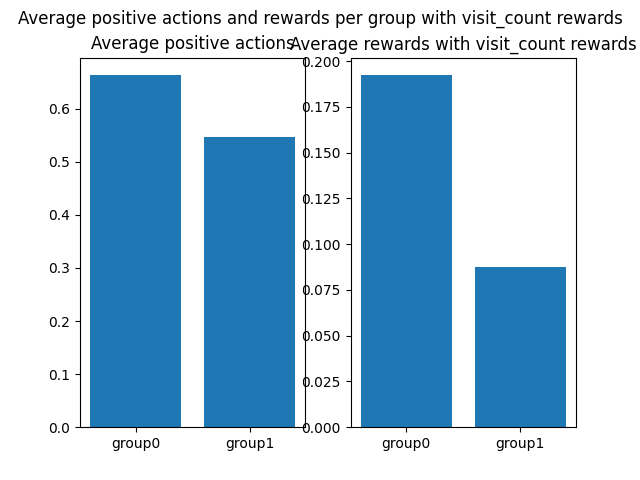 Average positive actions and rewards per group with visit_count rewards
Average positive actions
0.6
0.5
0.4
0.3
0.2
0.1
0.0
group0
group1
Average rewards with visit_count rewards
0.200
0.175
0.150
0.125
0.100
0.075
0.050
0.025
0.000
group0
group1